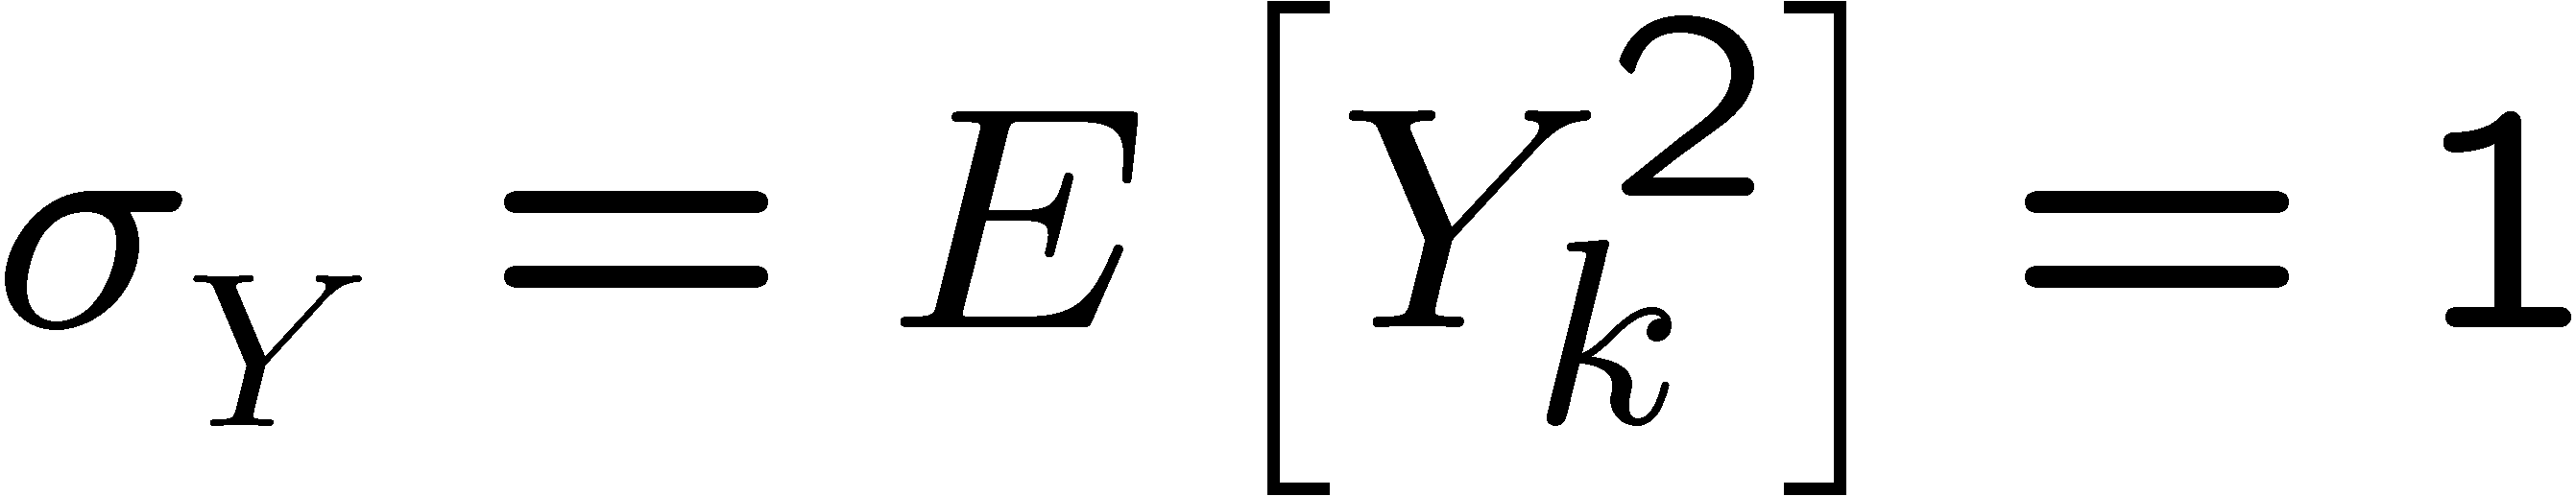 σ_Y = E [Y_k^2] = 1